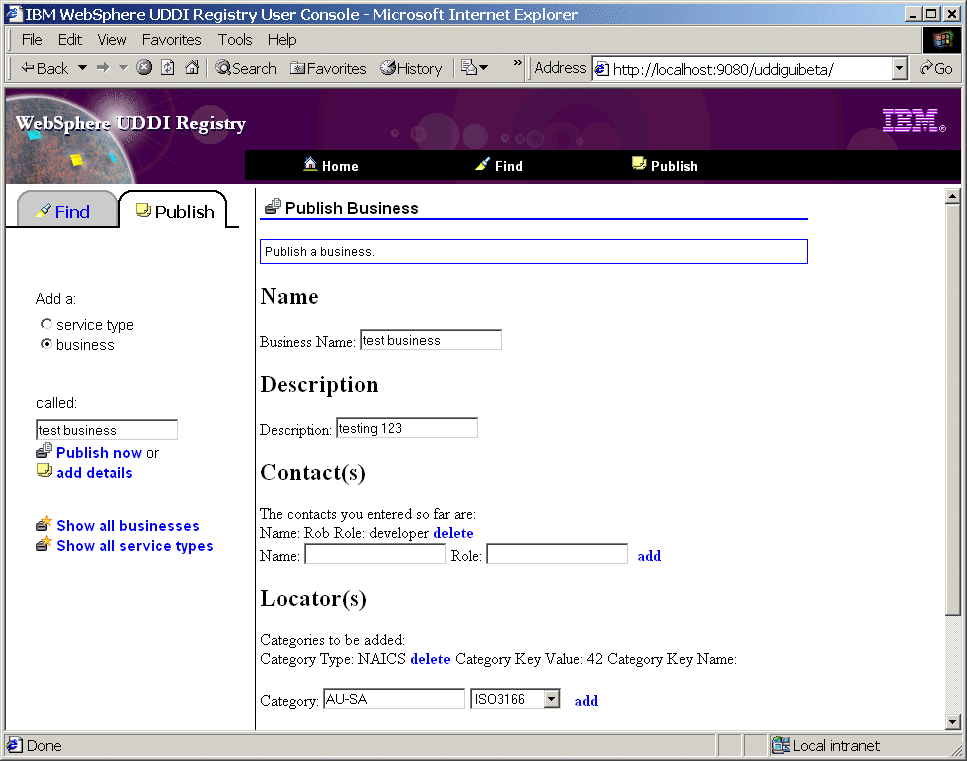 IBM WebSphere UDDI Registry User Console - Microsoft Internet Explorer
File Edit View Favorites Tools Help
Back Search Favorites History » Address http://localhost:9080/uddiguibeta/ Go
WebSphere UDDI Registry IBM®
Home Find Publish
Find Publish
Add a:
service type
business
called:
test business
Publish now or
add details
Show all businesses
Show all service types
Publish Business
Publish a business.
Name
Business Name: test business
Description
Description: testing 123
Contact(s)
The contacts you entered so far are:
Name: Rob Role: developer delete
Name: Role: add
Locator(s)
Categories to be added:
Category Type: NAICS delete Category Key Value: 42 Category Key Name:
Category: AU-SA ISO3166 add
Done Local intranet